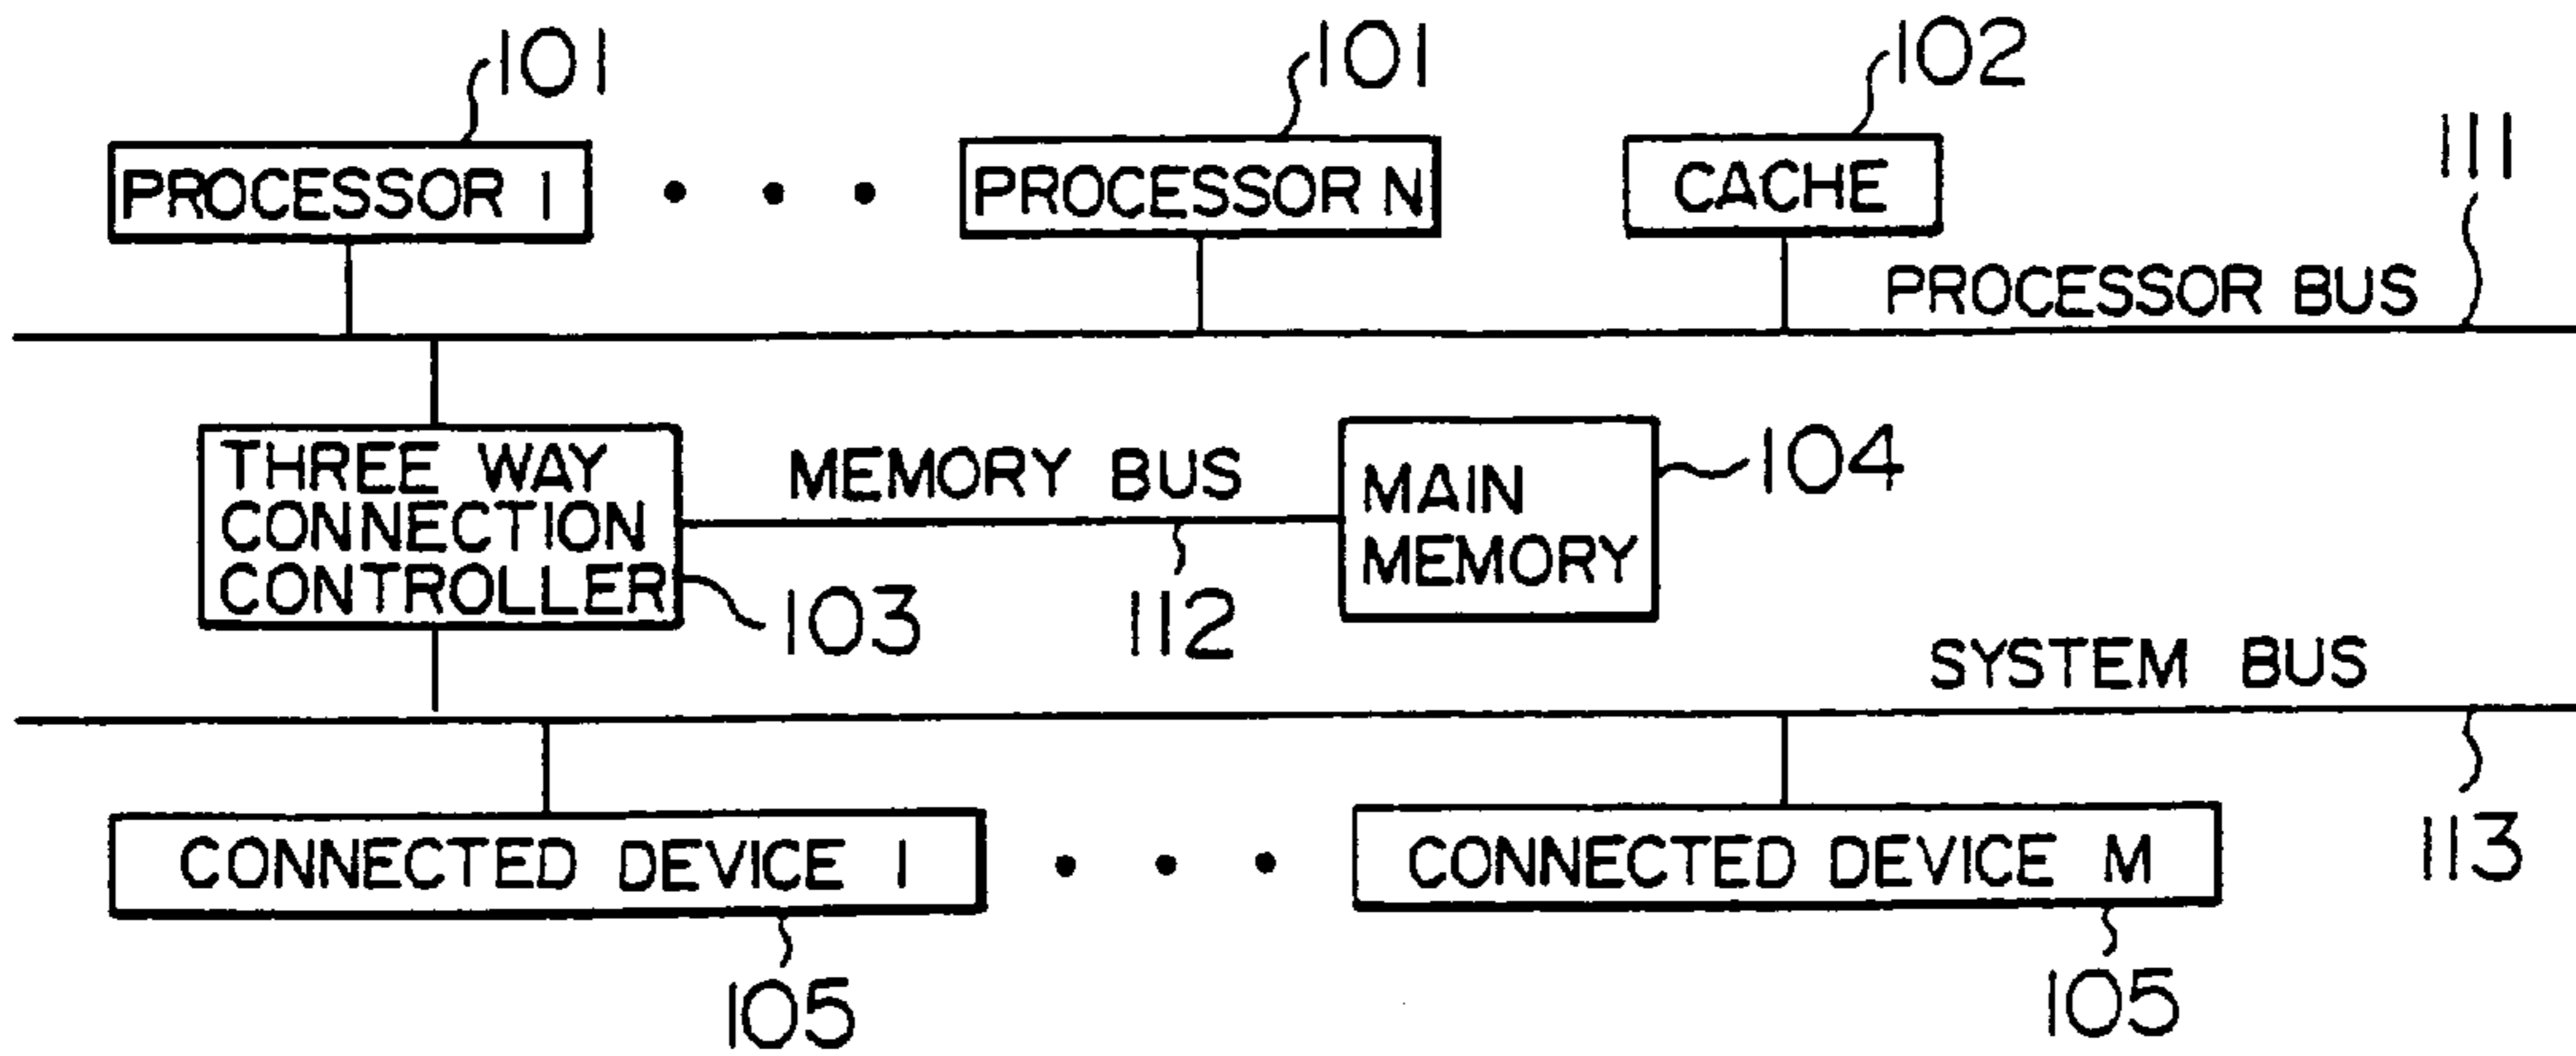 101
101
102
111
PROCESSOR 1
PROCESSOR N
CACHE
PROCESSOR BUS
THREE WAY
CONNECTION
CONTROLLER
103
MEMORY BUS
112
MAIN
MEMORY
104
SYSTEM BUS
113
CONNECTED DEVICE 1
CONNECTED DEVICE M
105
105